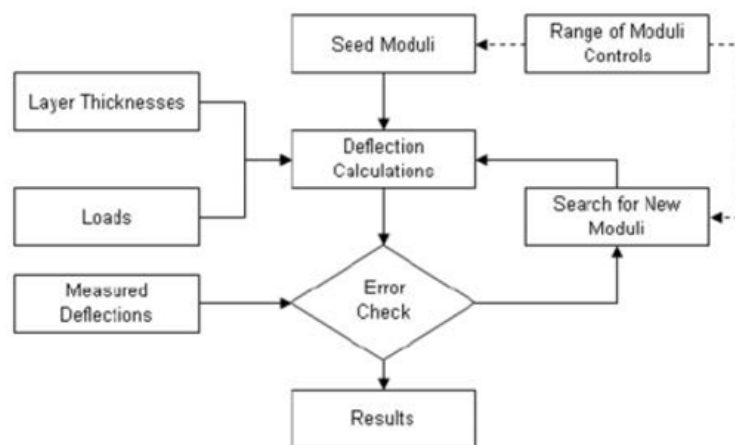 Seed Moduli
Range of Moduli
Controls
Layer Thicknesses
Deflection
Calculations
Loads
Search for New
Moduli
Measured
Deflections
Error
Check
Results